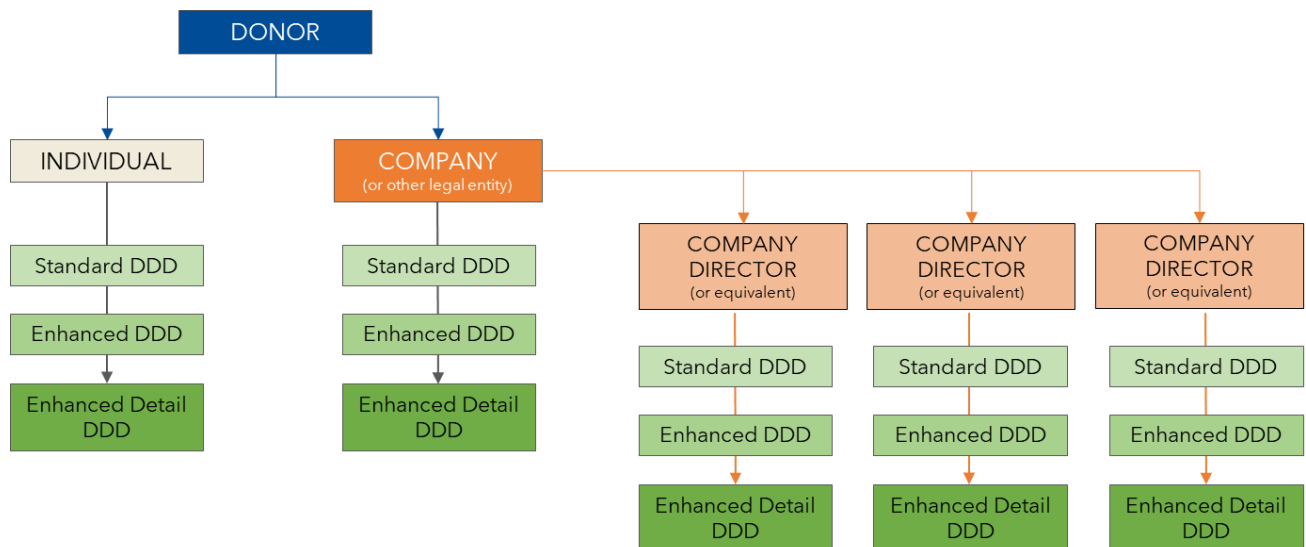 DONOR
INDIVIDUAL
COMPANY
(or other legal entity)
Standard DDD
Enhanced DDD
Enhanced Detail
DDD
Standard DDD
Enhanced DDD
Enhanced Detail
DDD
COMPANY
DIRECTOR
(or equivalent)
Standard DDD
Enhanced DDD
Enhanced Detail
DDD
COMPANY
DIRECTOR
(or equivalent)
Standard DDD
Enhanced DDD
Enhanced Detail
DDD
COMPANY
DIRECTOR
(or equivalent)
Standard DDD
Enhanced DDD
Enhanced Detail
DDD